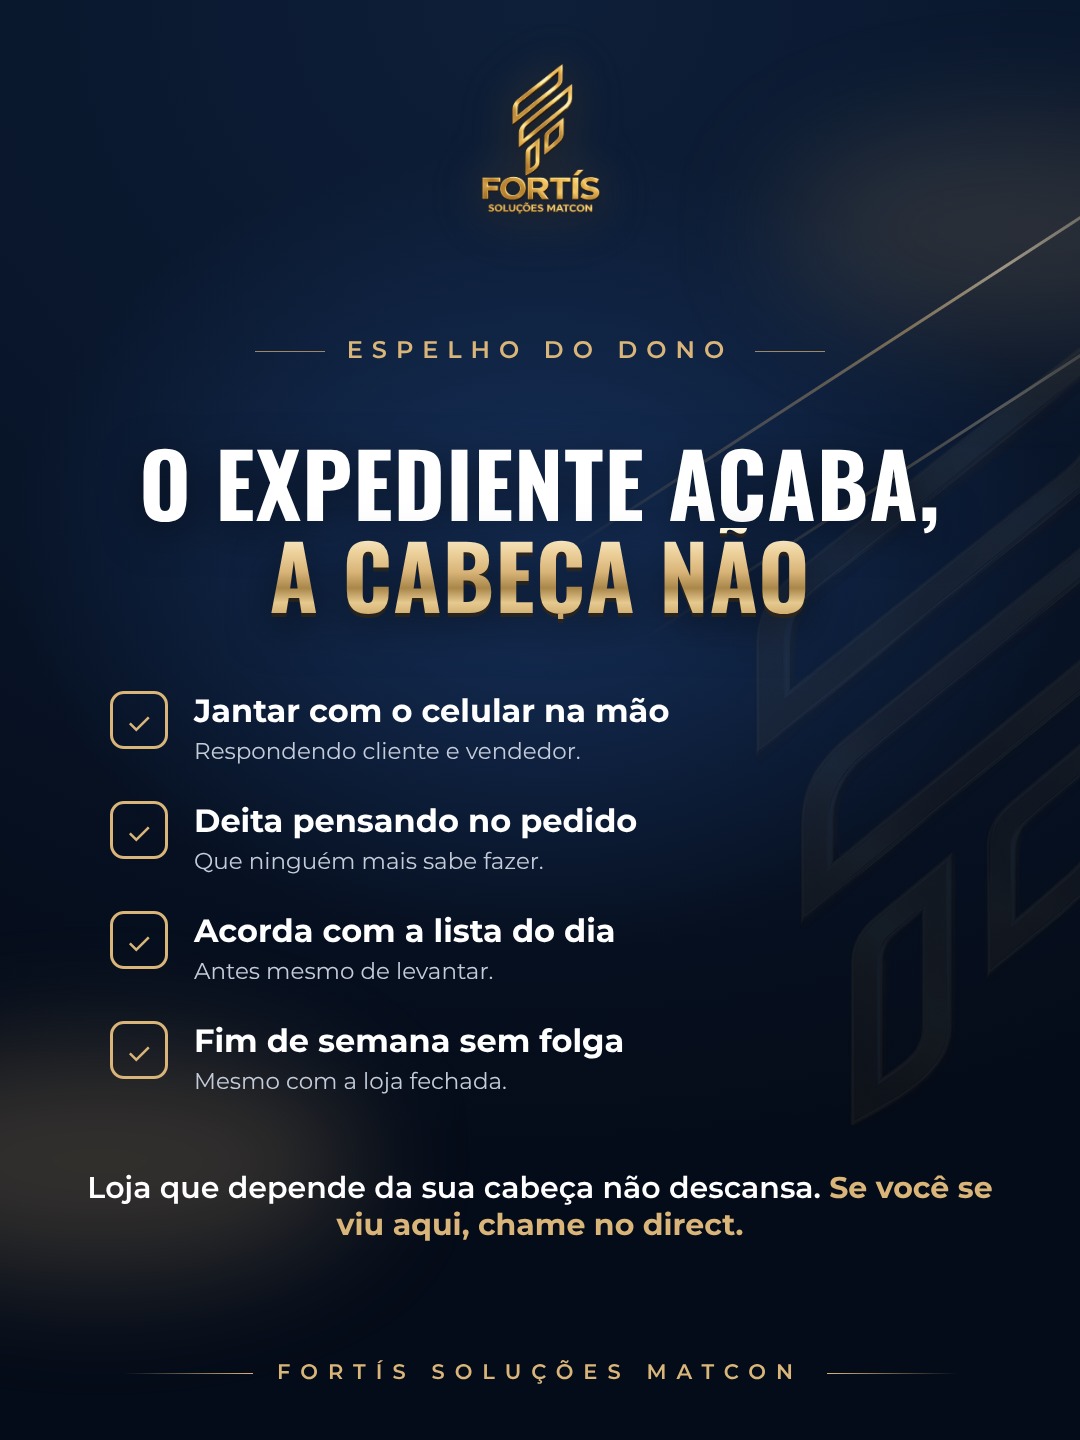 FORTÍS
SOLUÇÕES MATCON
ESPELHO DO DONO
O EXPEDIENTE ACABA,
A CABEÇA NÃO
Jantar com o celular na mão
Respondendo cliente e vendedor.
Deita pensando no pedido
Que ninguém mais sabe fazer.
Acorda com a lista do dia
Antes mesmo de levantar.
Fim de semana sem folga
Mesmo com a loja fechada.
Loja que depende da sua cabeça não descansa. Se você se
viu aqui, chame no direct.
FORTÍS SOLUÇÕES MATCON